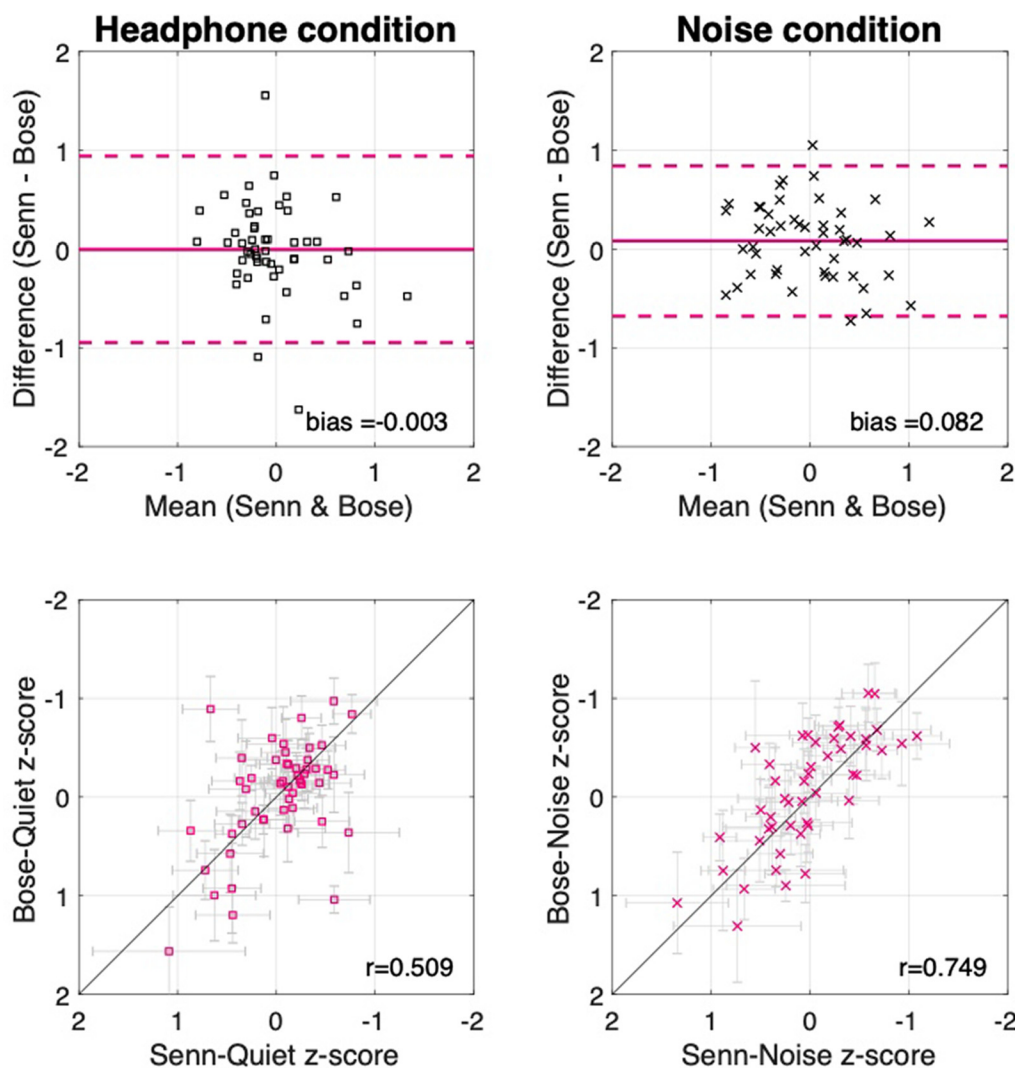 Headphone condition
Noise condition
2
1
0
-1
-2
Difference (Senn - Bose)
bias =-0.003
-2
-1
0
1
2
Mean (Senn & Bose)
2
1
0
-1
-2
Difference (Senn - Bose)
bias =0.082
-2
-1
0
1
2
Mean (Senn & Bose)
-2
-1
0
1
2
Bose-Quiet z-score
r=0.509
2
1
0
-1
-2
Senn-Quiet z-score
-2
-1
0
1
2
Bose-Noise z-score
r=0.749
2
1
0
-1
-2
Senn-Noise z-score